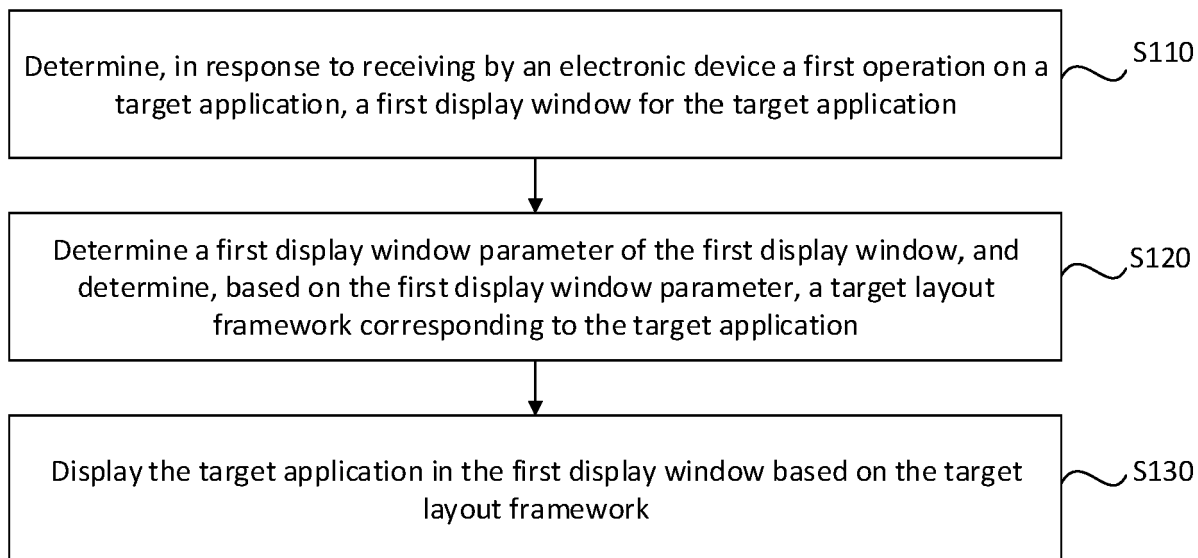 Determine, in response to receiving by an electronic device a first operation on a
target application, a first display window for the target application
S110
Determine a first display window parameter of the first display window, and
determine, based on the first display window parameter, a target layout
framework corresponding to the target application
S120
Display the target application in the first display window based on the target
layout framework
S130